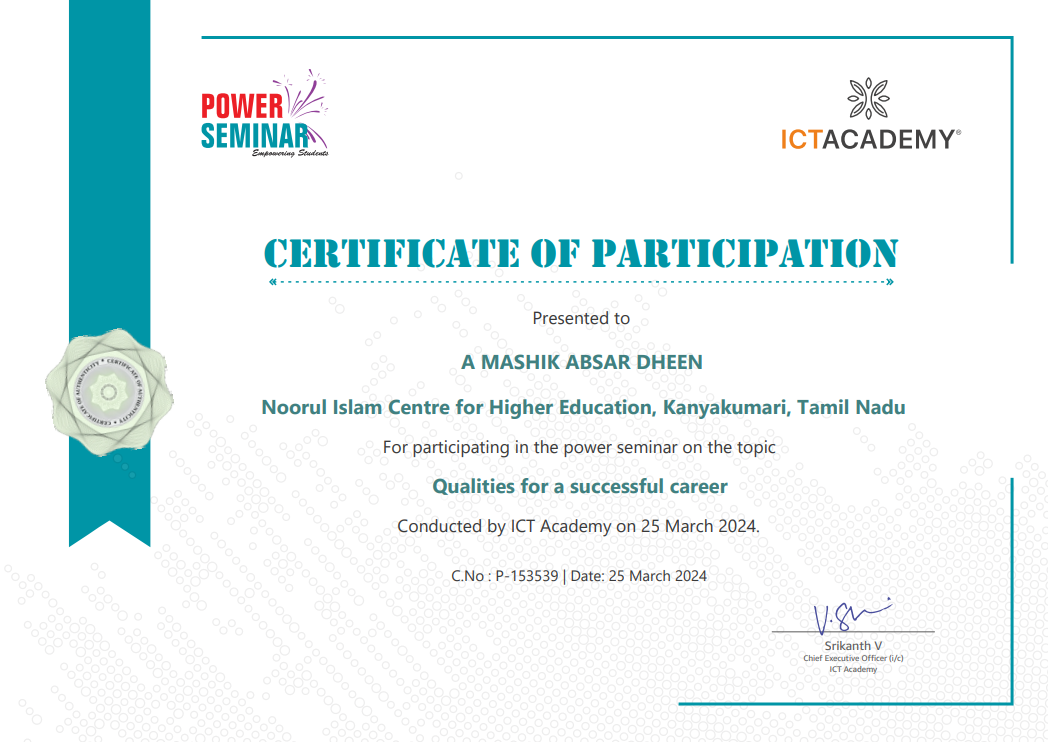 POWER
SEMINAR
Empowering Students
ICTACADEMY®
CERTIFICATE OF PARTICIPATION
Presented to
A MASHIK ABSAR DHEEN
Noorul Islam Centre for Higher Education, Kanyakumari, Tamil Nadu
CERTIFICATE OF AUTHENTICITY • CERTIFICATE OF AUTHENTICITY •
For participating in the power seminar on the topic
Qualities for a successful career
Conducted by ICT Academy on 25 March 2024.
C.No : P-153539 | Date: 25 March 2024
V.S
Srikanth V
Chief Executive Officer (i/c)
ICT Academy